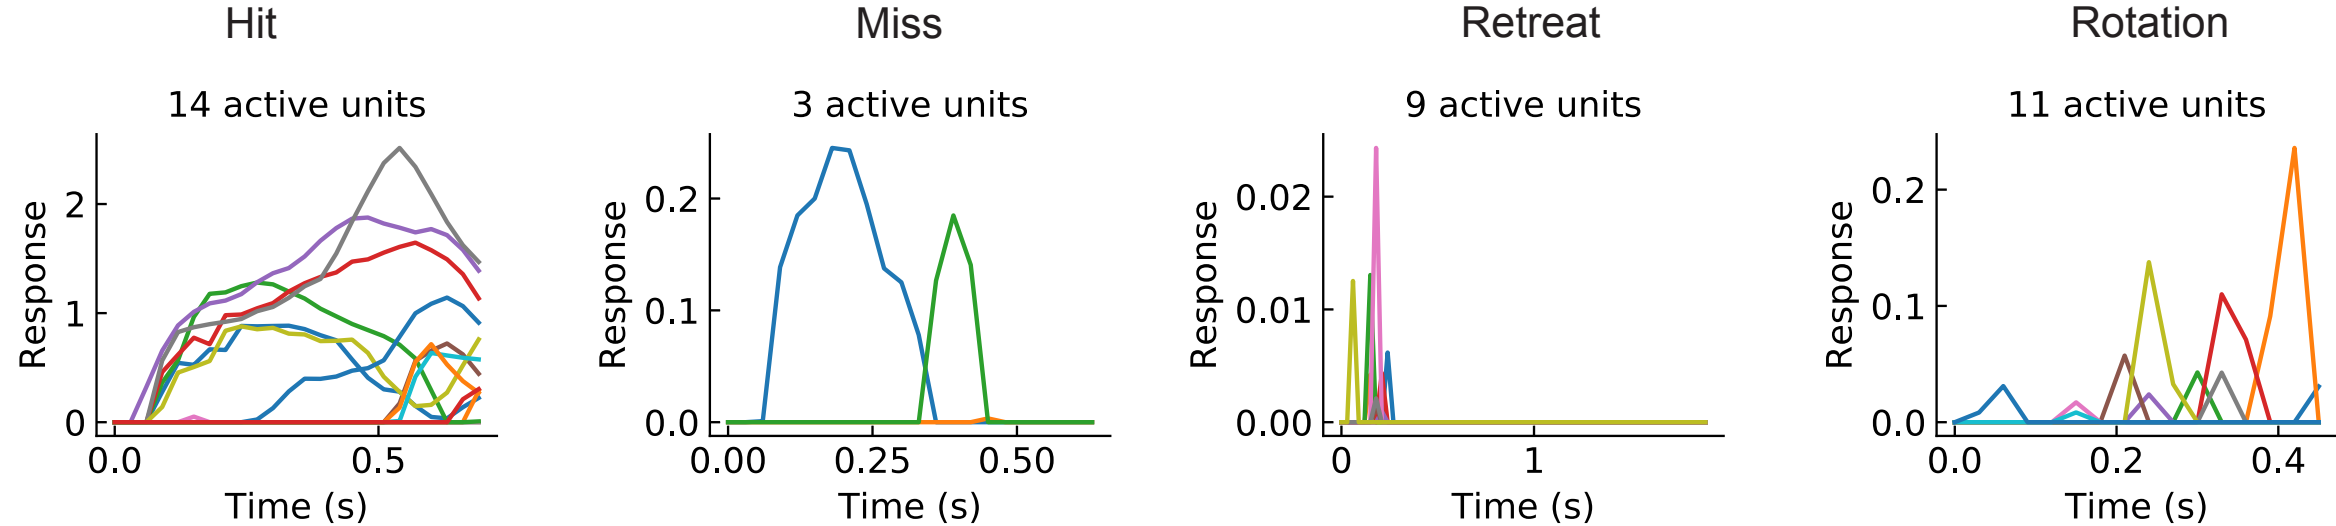 Hit
14 active units
Response
2
1
0
0.0
0.5
Time (s)
Miss
3 active units
Response
0.2
0.1
0.0
0.00
0.25
0.50
Time (s)
Retreat
9 active units
Response
0.02
0.01
0.00
0
1
Time (s)
Rotation
11 active units
Response
0.2
0.1
0.0
0.0
0.2
0.4
Time (s)